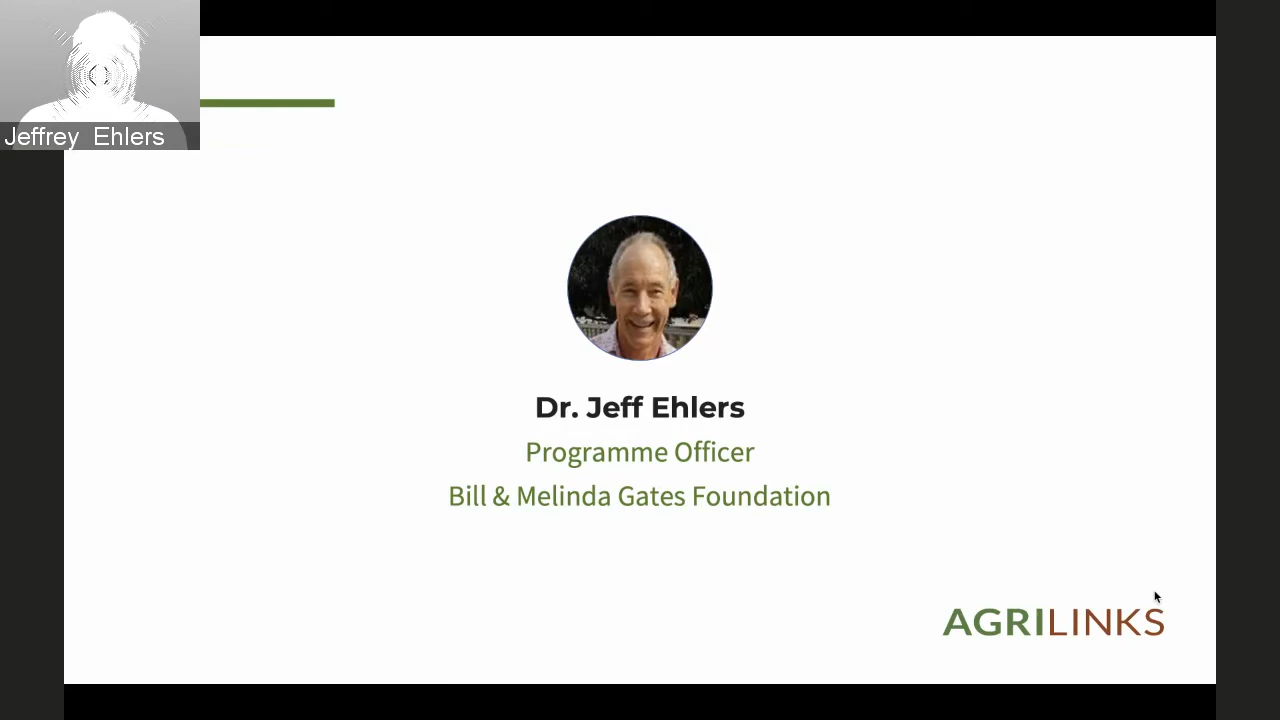 Jeffrey Ehlers
Dr. Jeff Ehlers
Programme Officer
Bill & Melinda Gates Foundation
AGRILINKS